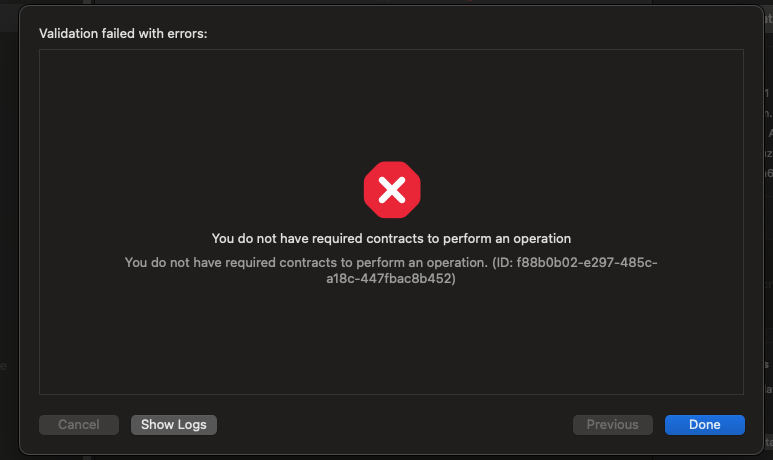 Validation failed with errors:
You do not have required contracts to perform an operation
You do not have required contracts to perform an operation. (ID: f88b0b02-e297-485c-
a18c-447fbac8b452)
Cancel
Show Logs
Previous
Done